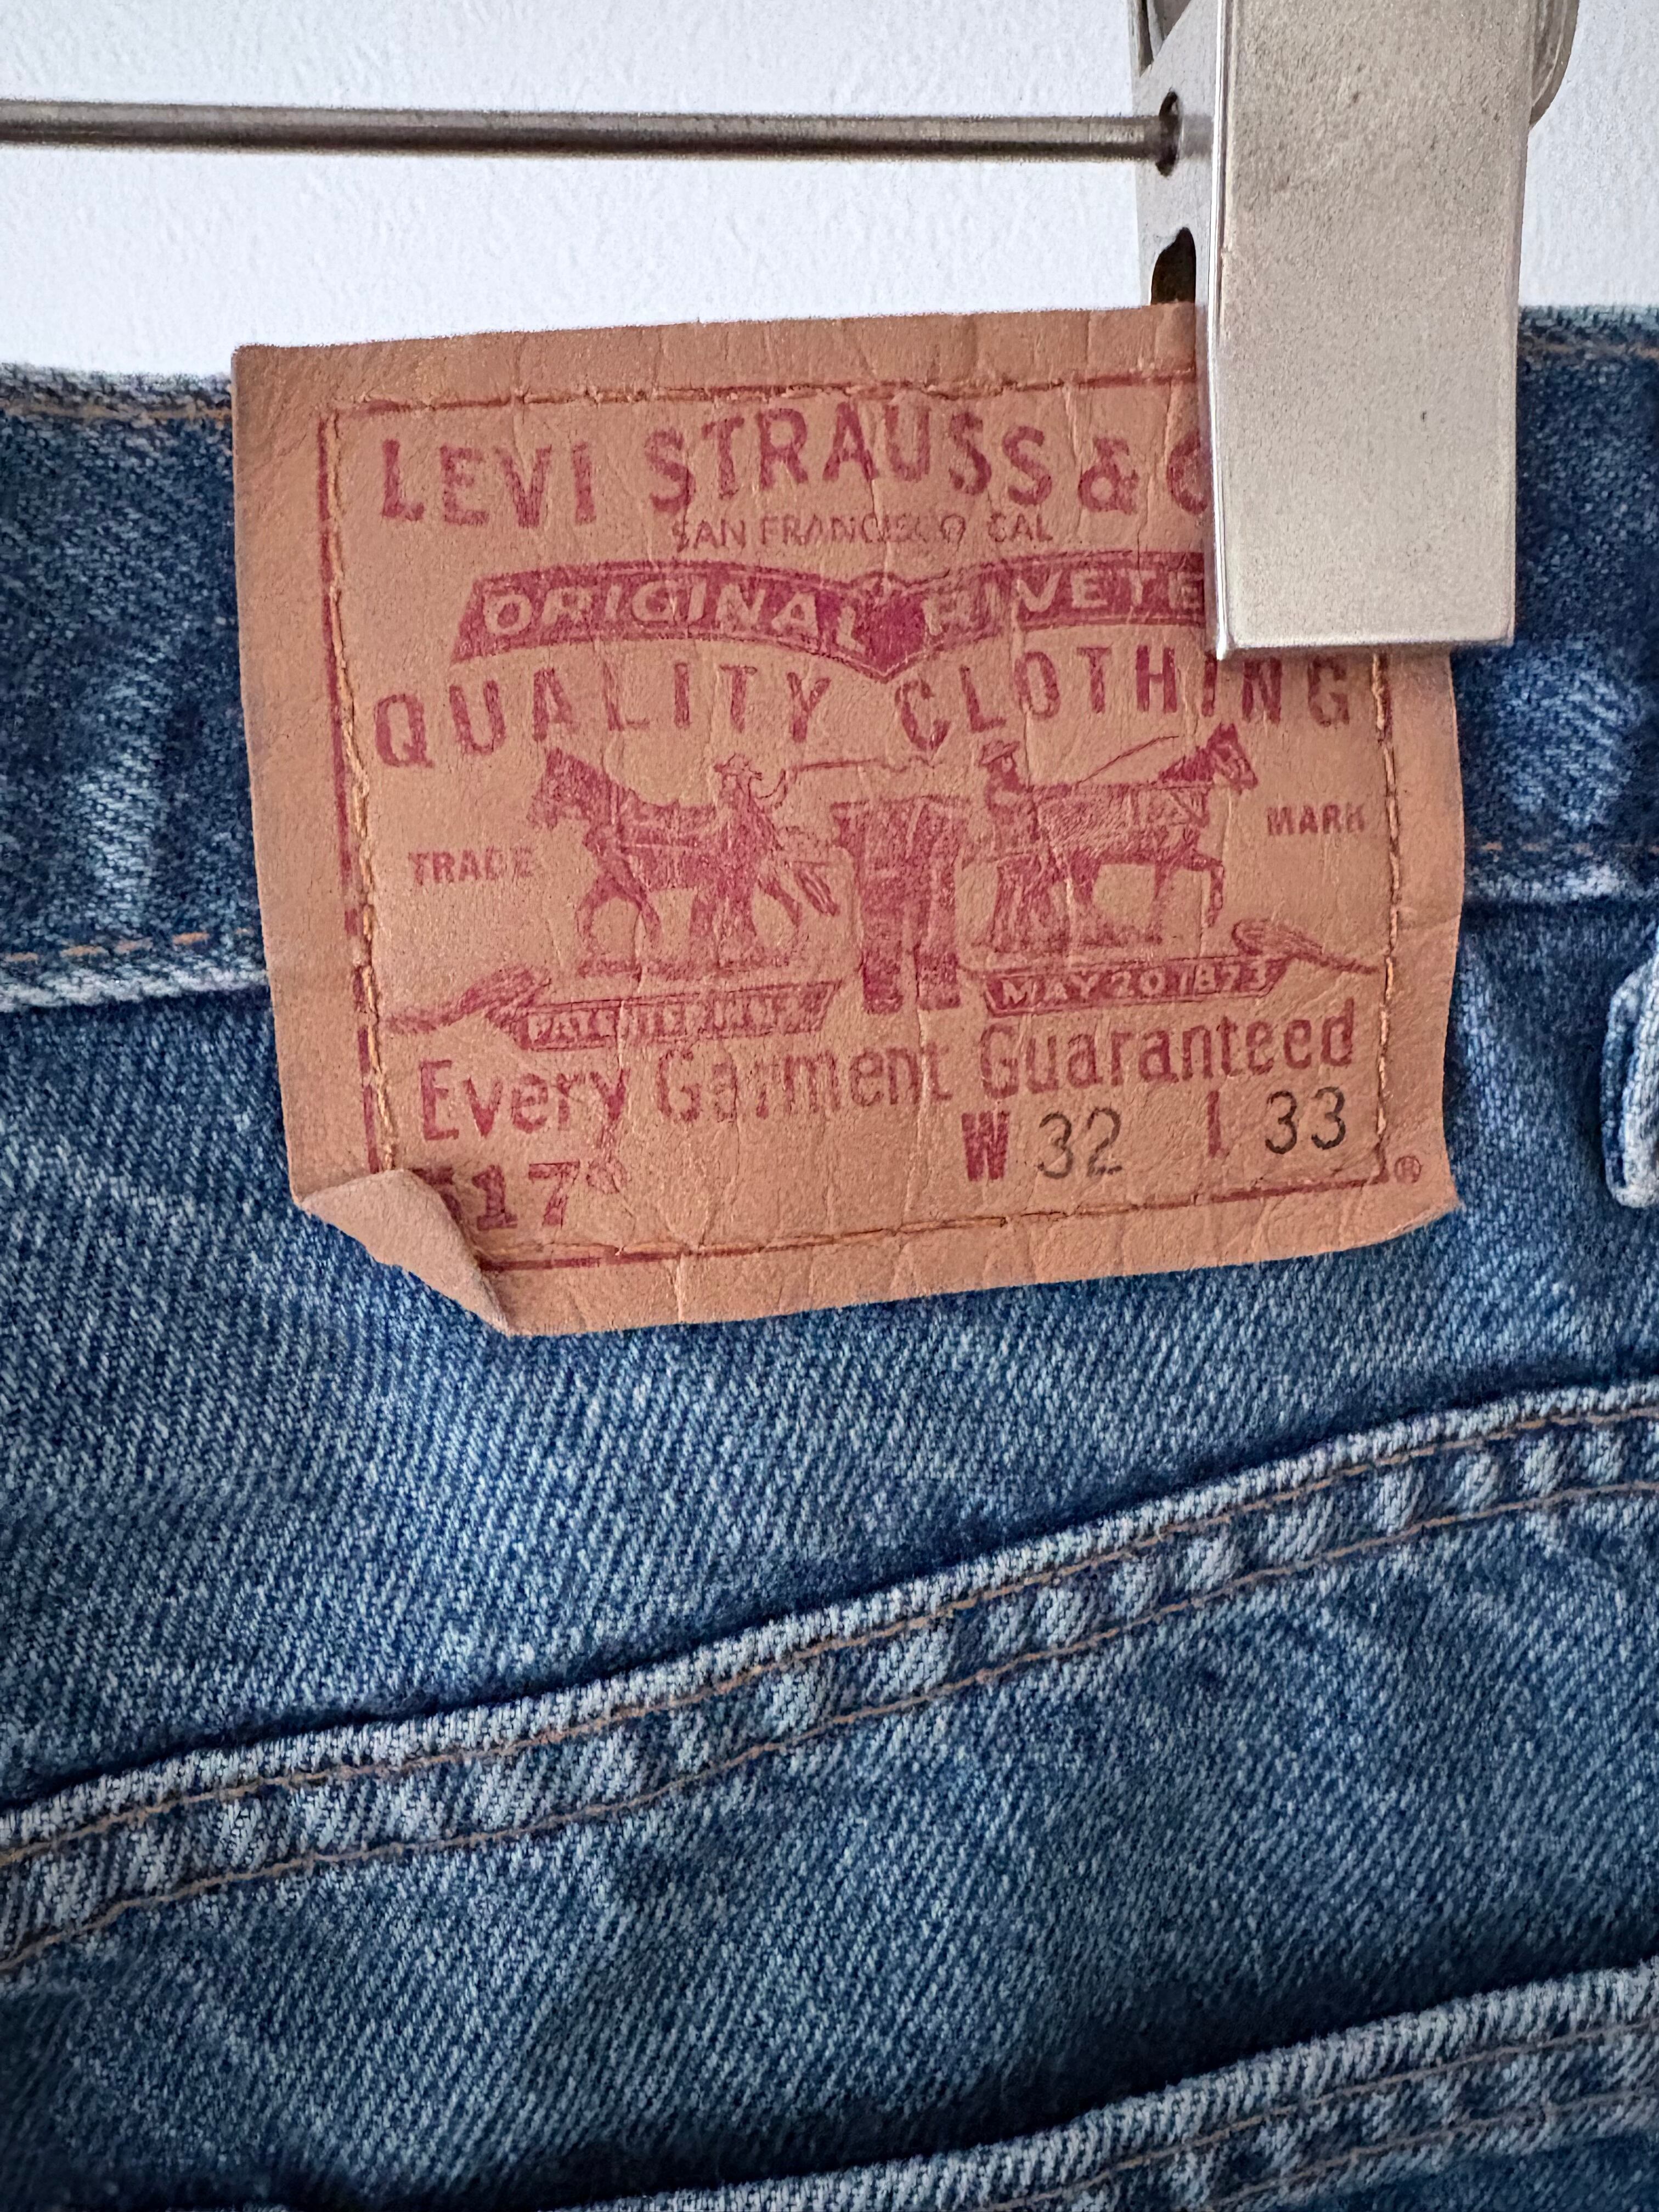 LEVI STRAUSS &
SAN FRANCISCO CAL
ORIGINAL RIVETE
QUALITY CLOTHING
TRADE MARK
MAY 20 1873
Every Garment Guaranteed
517® W 32 L 33
®